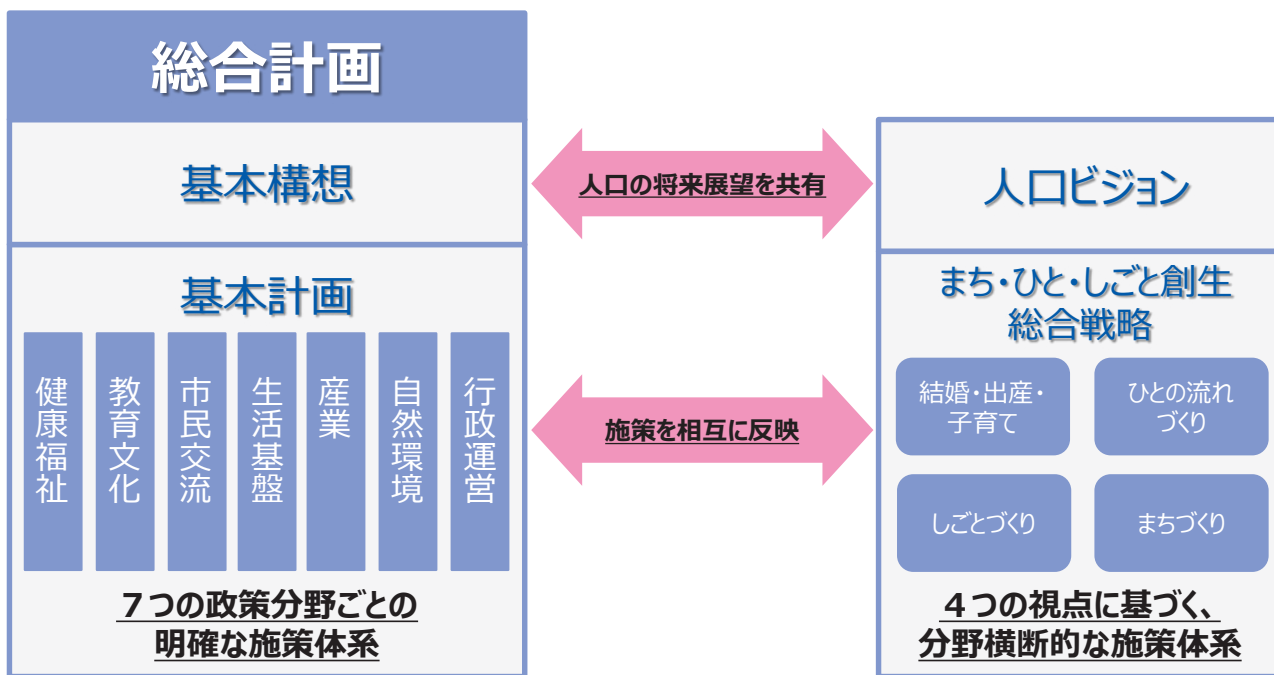 総合計画
基本構想
基本計画
健康福祉
教育文化
市民交流
生活基盤
産業
自然環境
行政運営
７つの政策分野ごとの
明確な施策体系
人口の将来展望を共有
施策を相互に反映
人口ビジョン
まち・ひと・しごと創生
総合戦略
結婚・出産・
子育て
ひとの流れ
づくり
しごとづくり
まちづくり
４つの視点に基づく、
分野横断的な施策体系